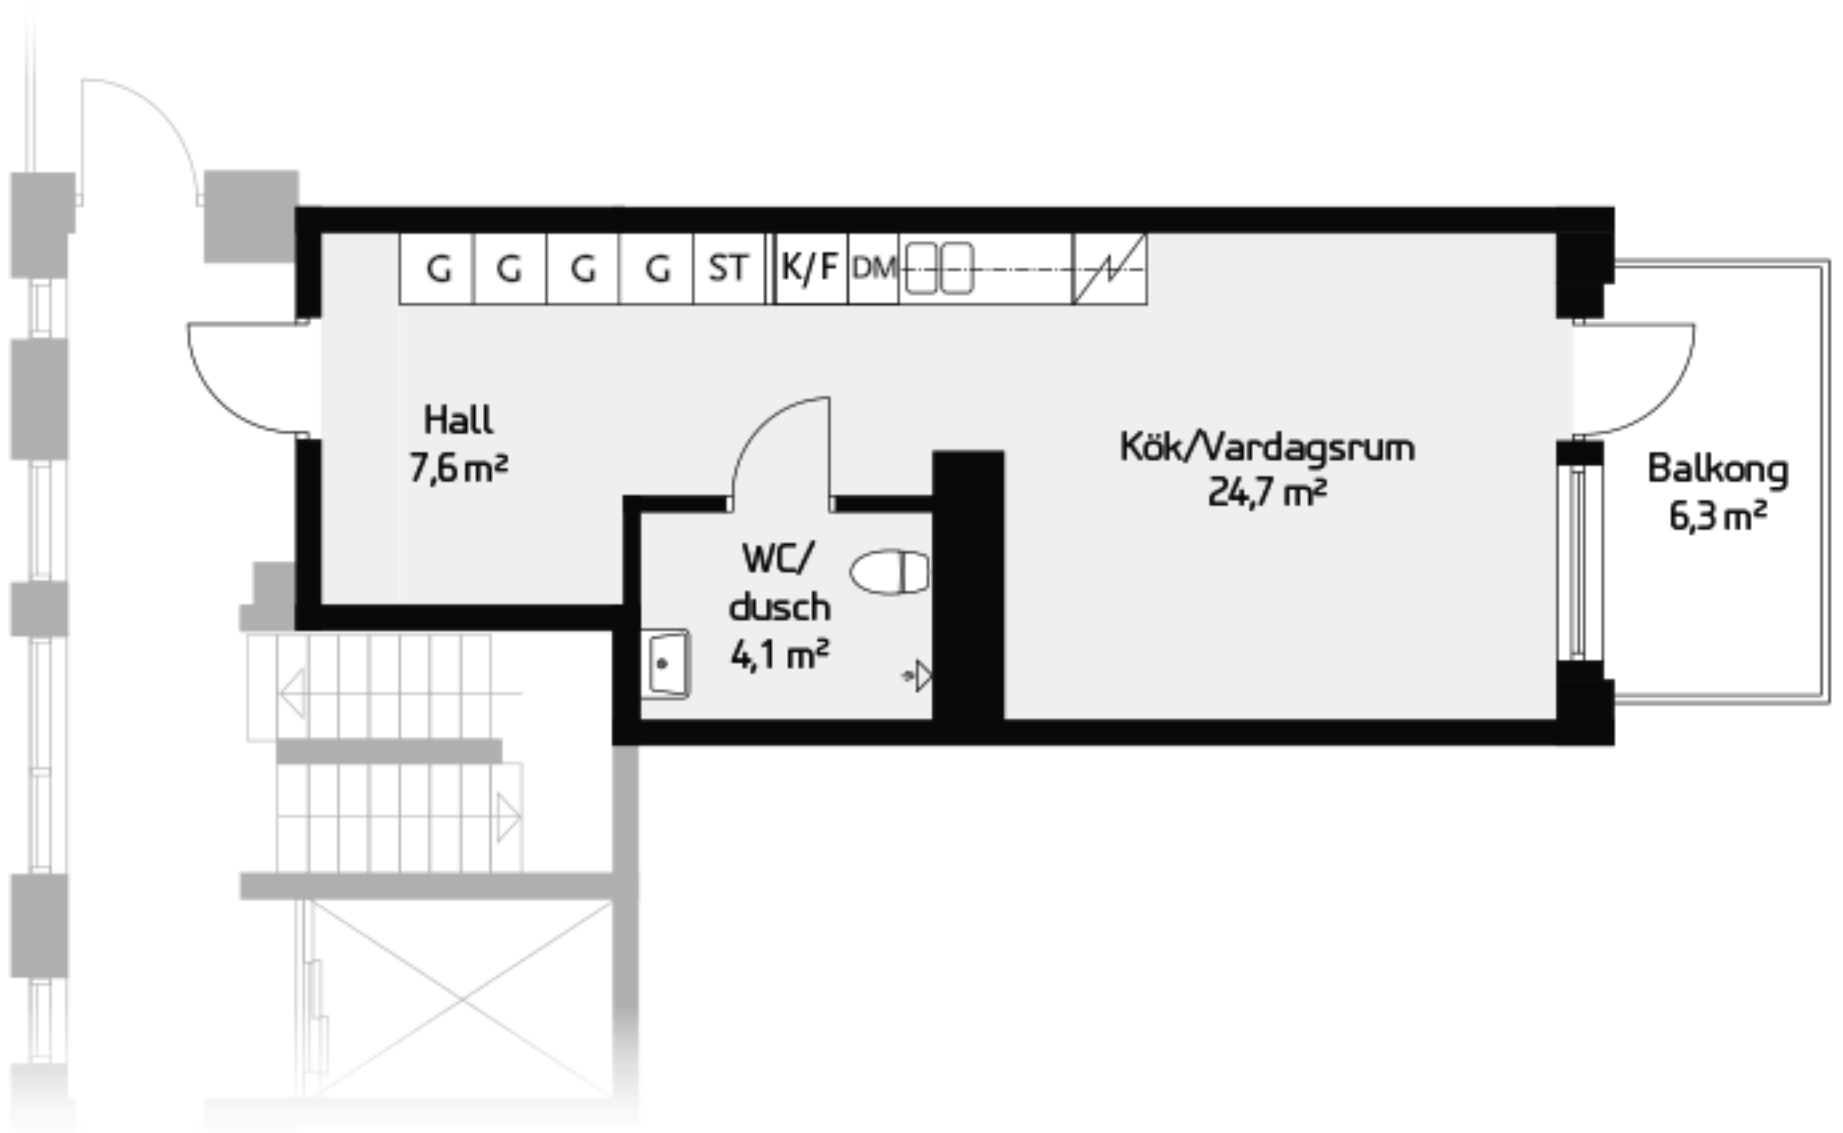 G G G G ST K/F DM
Hall
7,6 m²
WC/
dusch
4,1 m²
Kök/Vardagsrum
24,7 m²
Balkong
6,3 m²